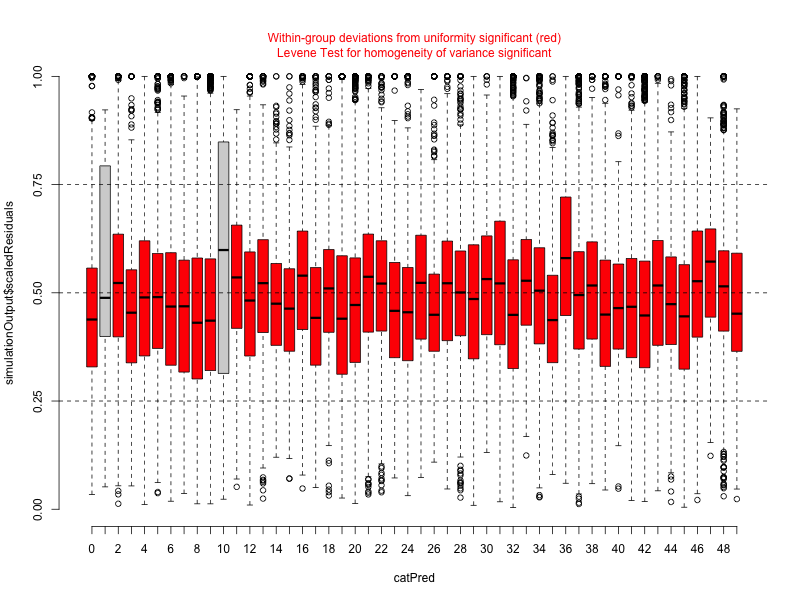 Within-group deviations from uniformity significant (red)
Levene Test for homogeneity of variance significant
simulationOutput$scaledResiduals
1.00
0.75
0.50
0.25
0.00
0 2 4 6 8 10 12 14 16 18 20 22 24 26 28 30 32 34 36 38 40 42 44 46 48
catPred